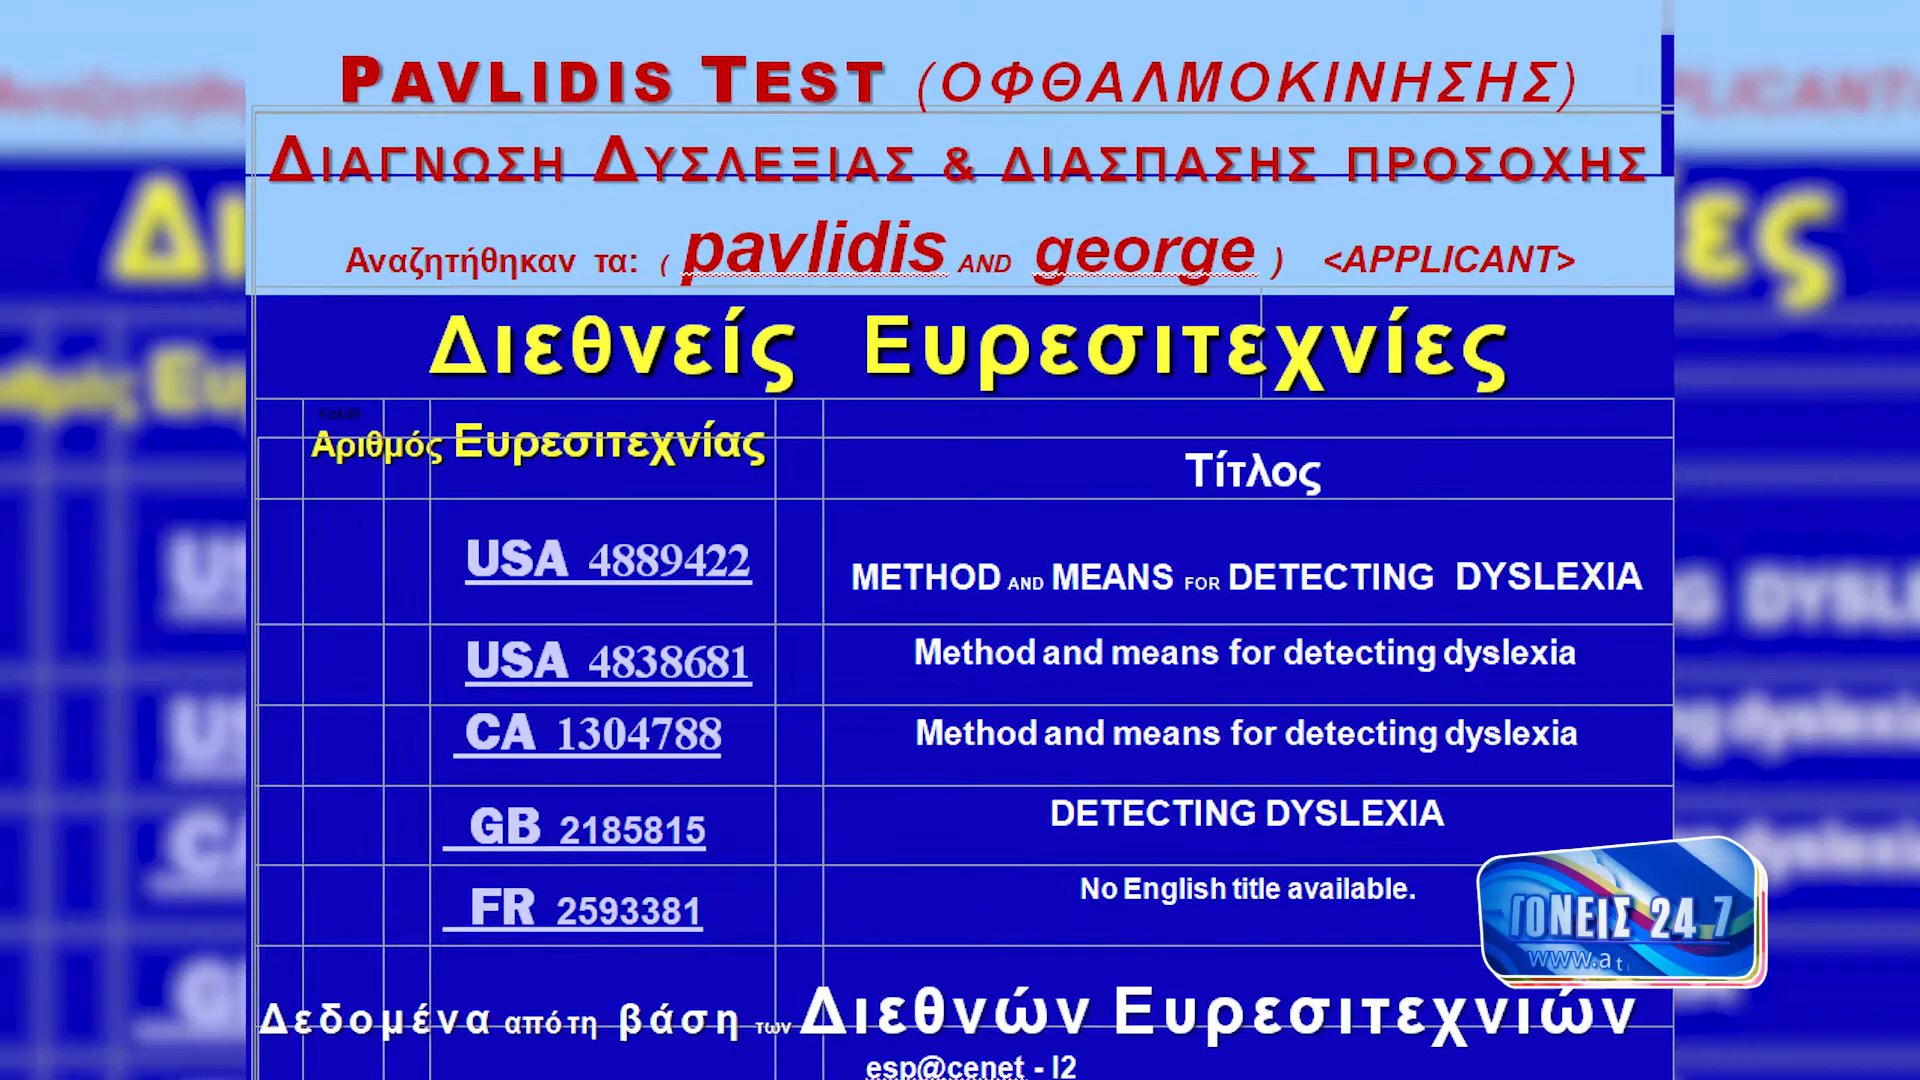 PAVLIDIS TEST (ΟΦΘΑΛΜΟΚΙΝΗΣΗΣ)
ΔΙΑΓΝΩΣΗ ΔΥΣΛΕΞΙΑΣ & ΔΙΑΣΠΑΣΗΣ ΠΡΟΣΟΧΗΣ
Αναζητήθηκαν τα: ( pavlidis AND george ) <APPLICANT>
Διεθνείς Ευρεσιτεχνίες
Αριθμός Ευρεσιτεχνίας
Τίτλος
USA 4889422
METHOD AND MEANS FOR DETECTING DYSLEXIA
USA 4838681
Method and means for detecting dyslexia
CA 1304788
Method and means for detecting dyslexia
GB 2185815
DETECTING DYSLEXIA
FR 2593381
No English title available.
ΓΟΝΕΙΣ 24 7
www.at
Δεδομένα από τη βάση των Διεθνών Ευρεσιτεχνιών
esp@cenet - l2